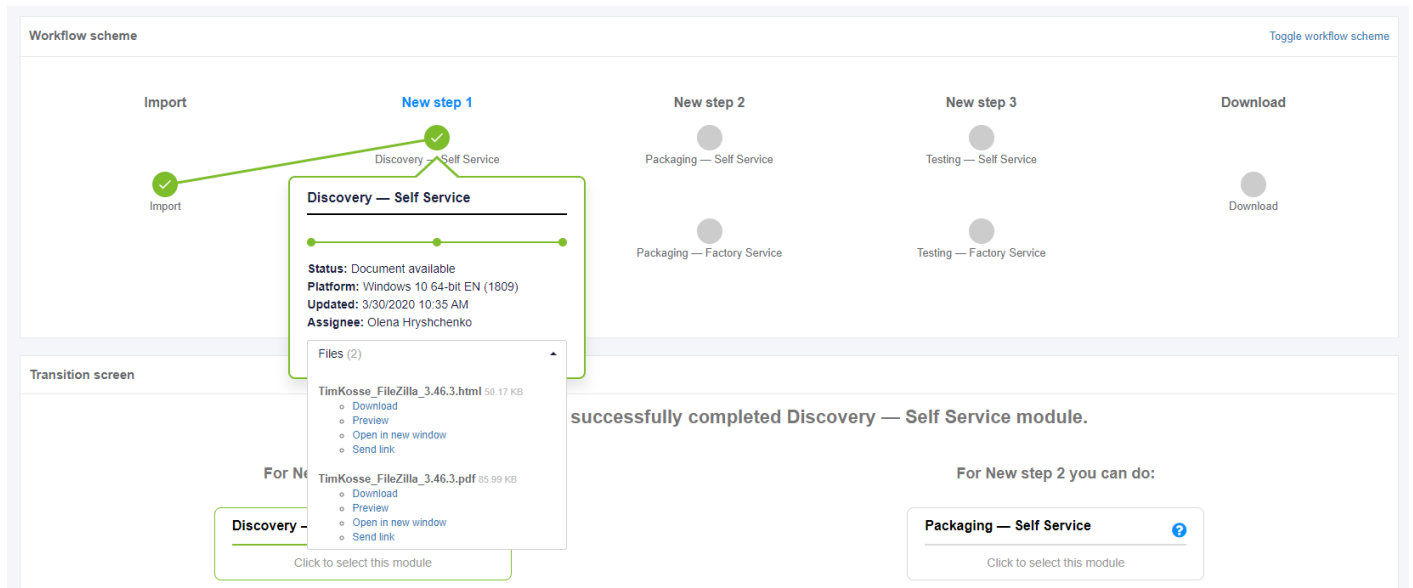 Workflow scheme
Toggle workflow scheme
Import
New step 1
New step 2
New step 3
Download
Discovery — Self Service
Packaging — Self Service
Testing — Self Service
Import
Download
Packaging — Factory Service
Testing — Factory Service
Discovery — Self Service
Status: Document available
Platform: Windows 10 64-bit EN (1809)
Updated: 3/30/2020 10:35 AM
Assignee: Olena Hryshchenko
Files (2)
TimKosse_FileZilla_3.46.3.html 50.17 KB
Download
Preview
Open in new window
Send link
TimKosse_FileZilla_3.46.3.pdf 85.99 KB
Download
Preview
Open in new window
Send link
Transition screen
successfully completed Discovery — Self Service module.
For Ne
For New step 2 you can do:
Discovery —
Packaging — Self Service
?
Click to select this module
Click to select this module